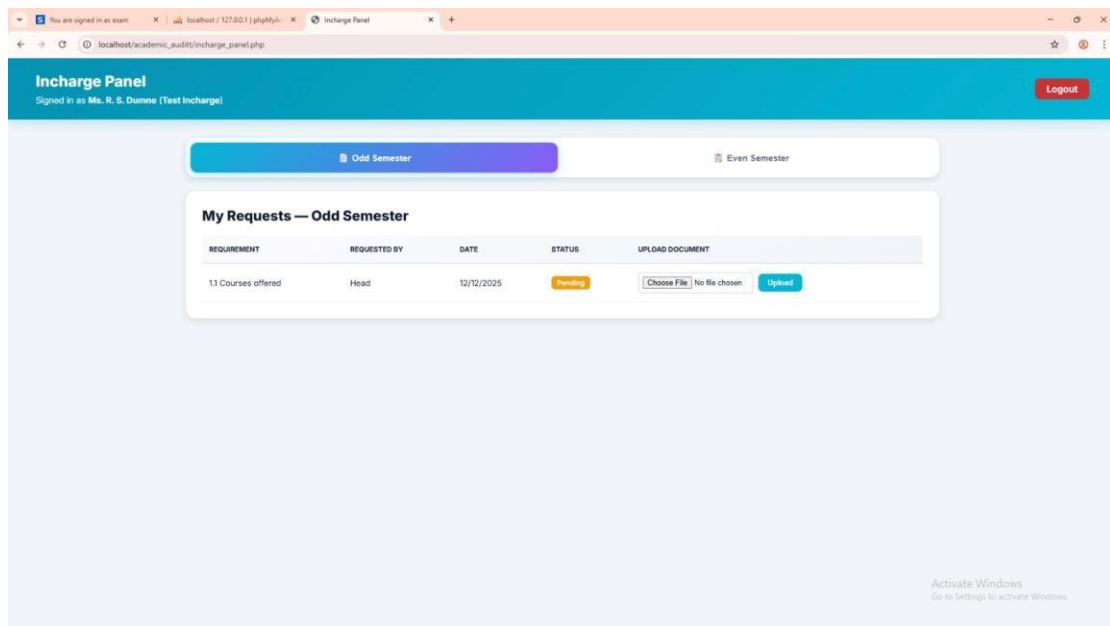 You are signed in as exam
localhost / 127.0.0.1 | phpMyA
Incharge Panel
localhost/academic_auditt/incharge_panel.php
Incharge Panel
Signed in as Ms. R. S. Dumne (Test Incharge)
Logout
Odd Semester
Even Semester
My Requests — Odd Semester
REQUIREMENT REQUESTED BY DATE STATUS UPLOAD DOCUMENT
1.1 Courses offered Head 12/12/2025 Pending Choose File No file chosen Upload
Activate Windows
Go to Settings to activate Windows.